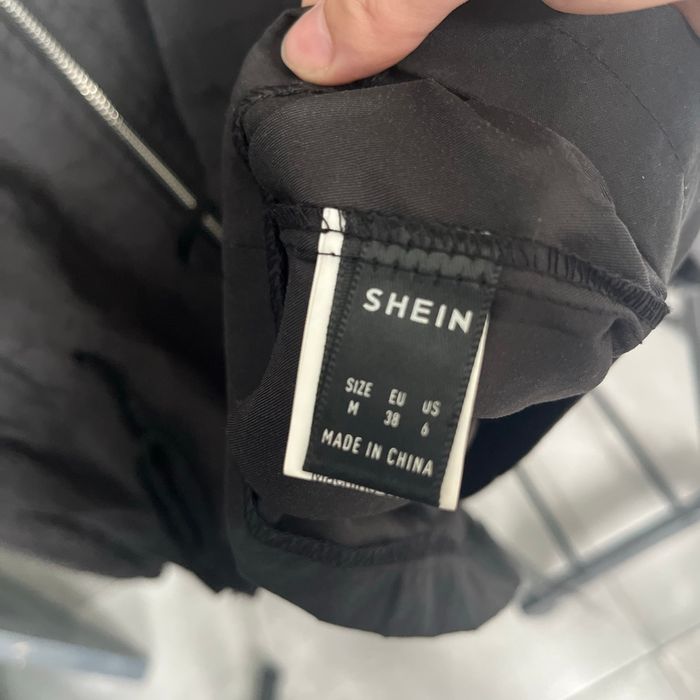 SHEIN
SIZE EU US
M 38 6
MADE IN CHINA